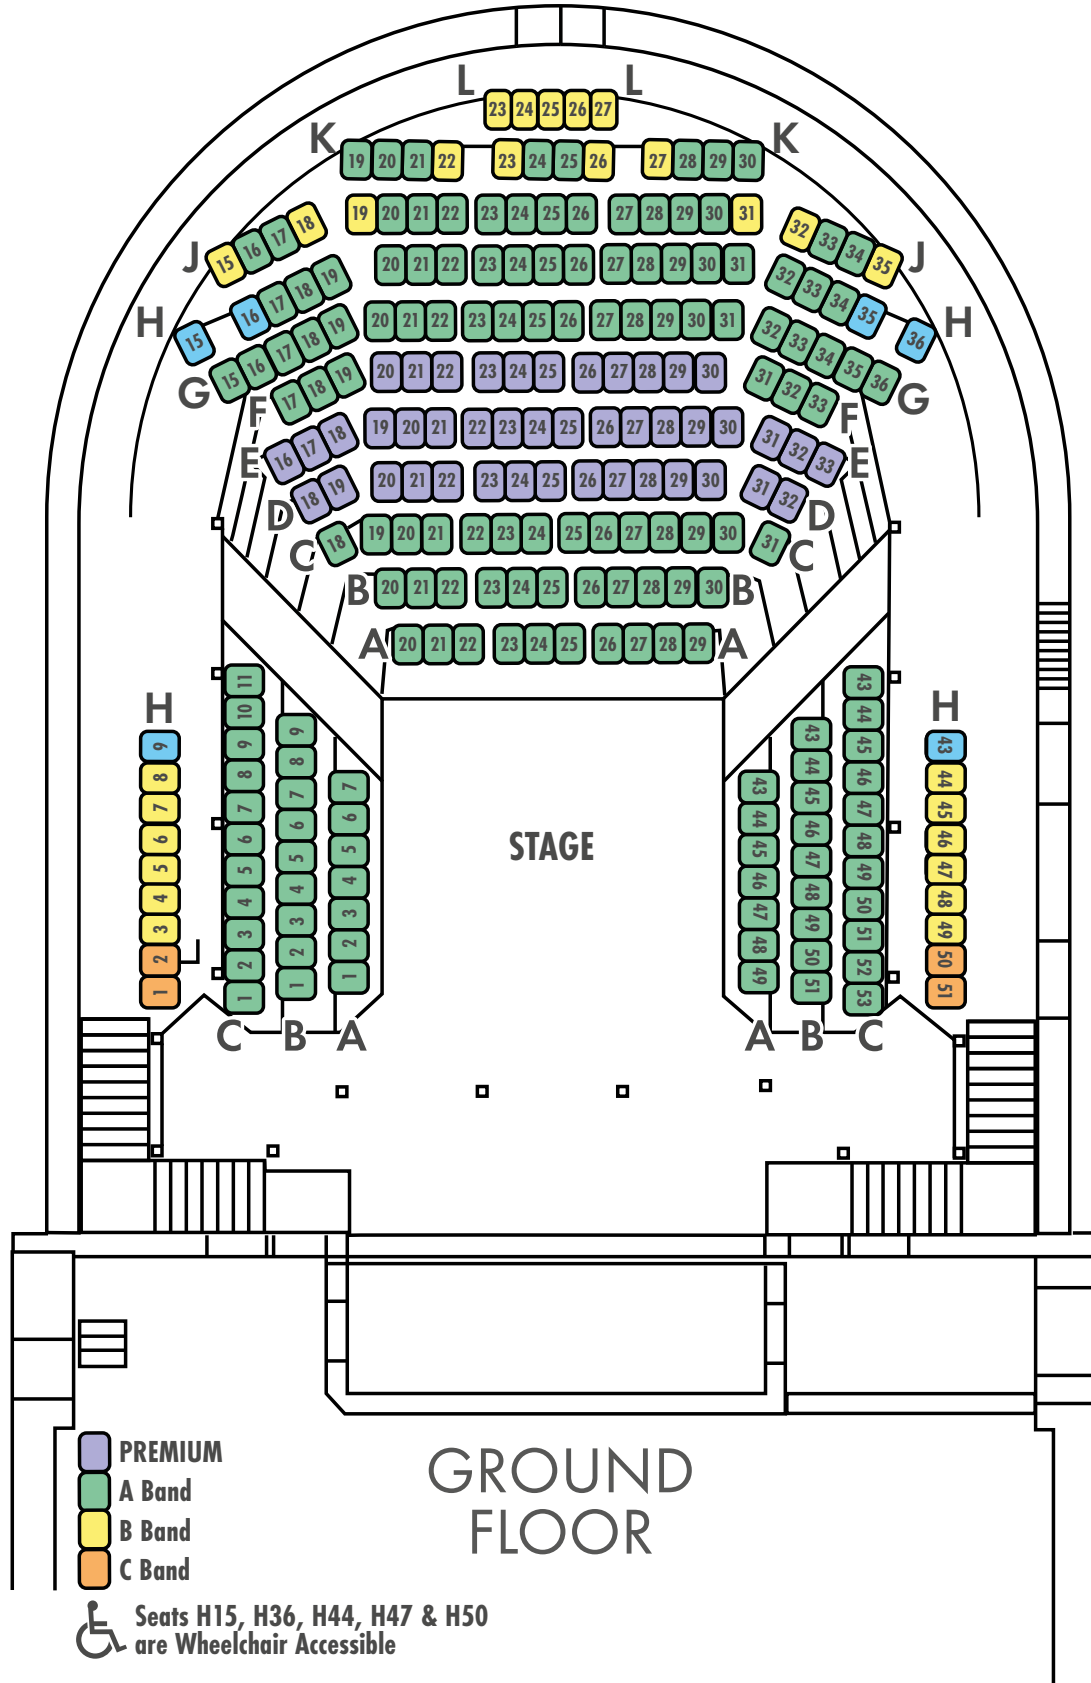 L 23 24 25 26 27 L
K 19 20 21 22 23 24 25 26 27 28 29 30 K
J 15 16 17 18 19 20 21 22 23 24 25 26 27 28 29 30 31 32 33 34 35 J
H 15 16 17 18 19 20 21 22 23 24 25 26 27 28 29 30 31 32 33 34 35 36 H
G 15 16 17 18 19 20 21 22 23 24 25 26 27 28 29 30 31 32 33 34 35 36 G
F 17 18 19 20 21 22 23 24 25 26 27 28 29 30 31 32 33 F
E 16 17 18 19 20 21 22 23 24 25 26 27 28 29 30 31 32 33 E
D 18 19 20 21 22 23 24 25 26 27 28 29 30 31 32 D
C 18 19 20 21 22 23 24 25 26 27 28 29 30 31 C
B 20 21 22 23 24 25 26 27 28 29 30 B
A 20 21 22 23 24 25 26 27 28 29 A
H 9 8 7 6 5 4 3 2 1
11 10 9 8 7 6 5 4 3 2 1 C
9 8 7 6 5 4 3 2 1 B
7 6 5 4 3 2 1 A
STAGE
43 44 45 46 47 48 49 A
43 44 45 46 47 48 49 50 51 B
43 44 45 46 47 48 49 50 51 52 53 C
H 43 44 45 46 47 48 49 50 51
GROUND
FLOOR
PREMIUM
A Band
B Band
C Band
Seats H15, H36, H44, H47 & H50
are Wheelchair Accessible